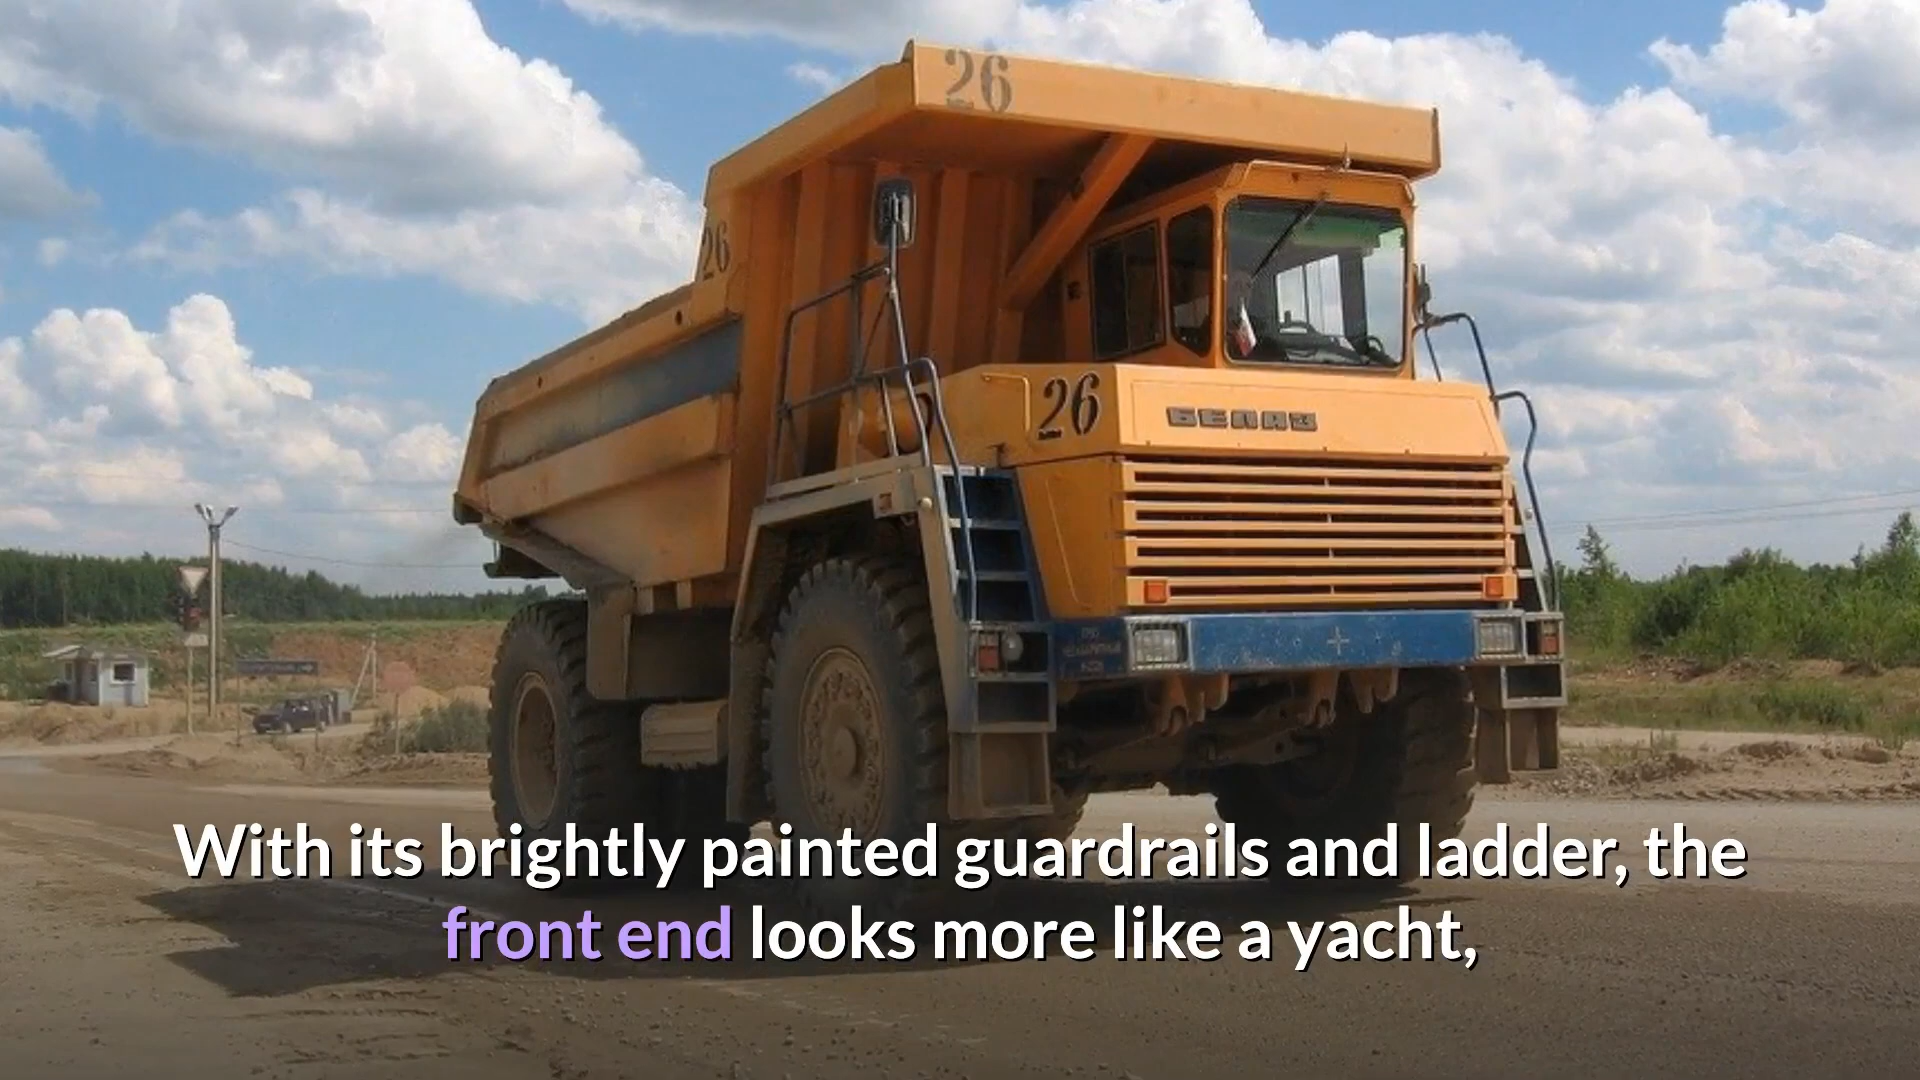 26
26
26
БЕЛАЗ
With its brightly painted guardrails and ladder, the
front end looks more like a yacht,